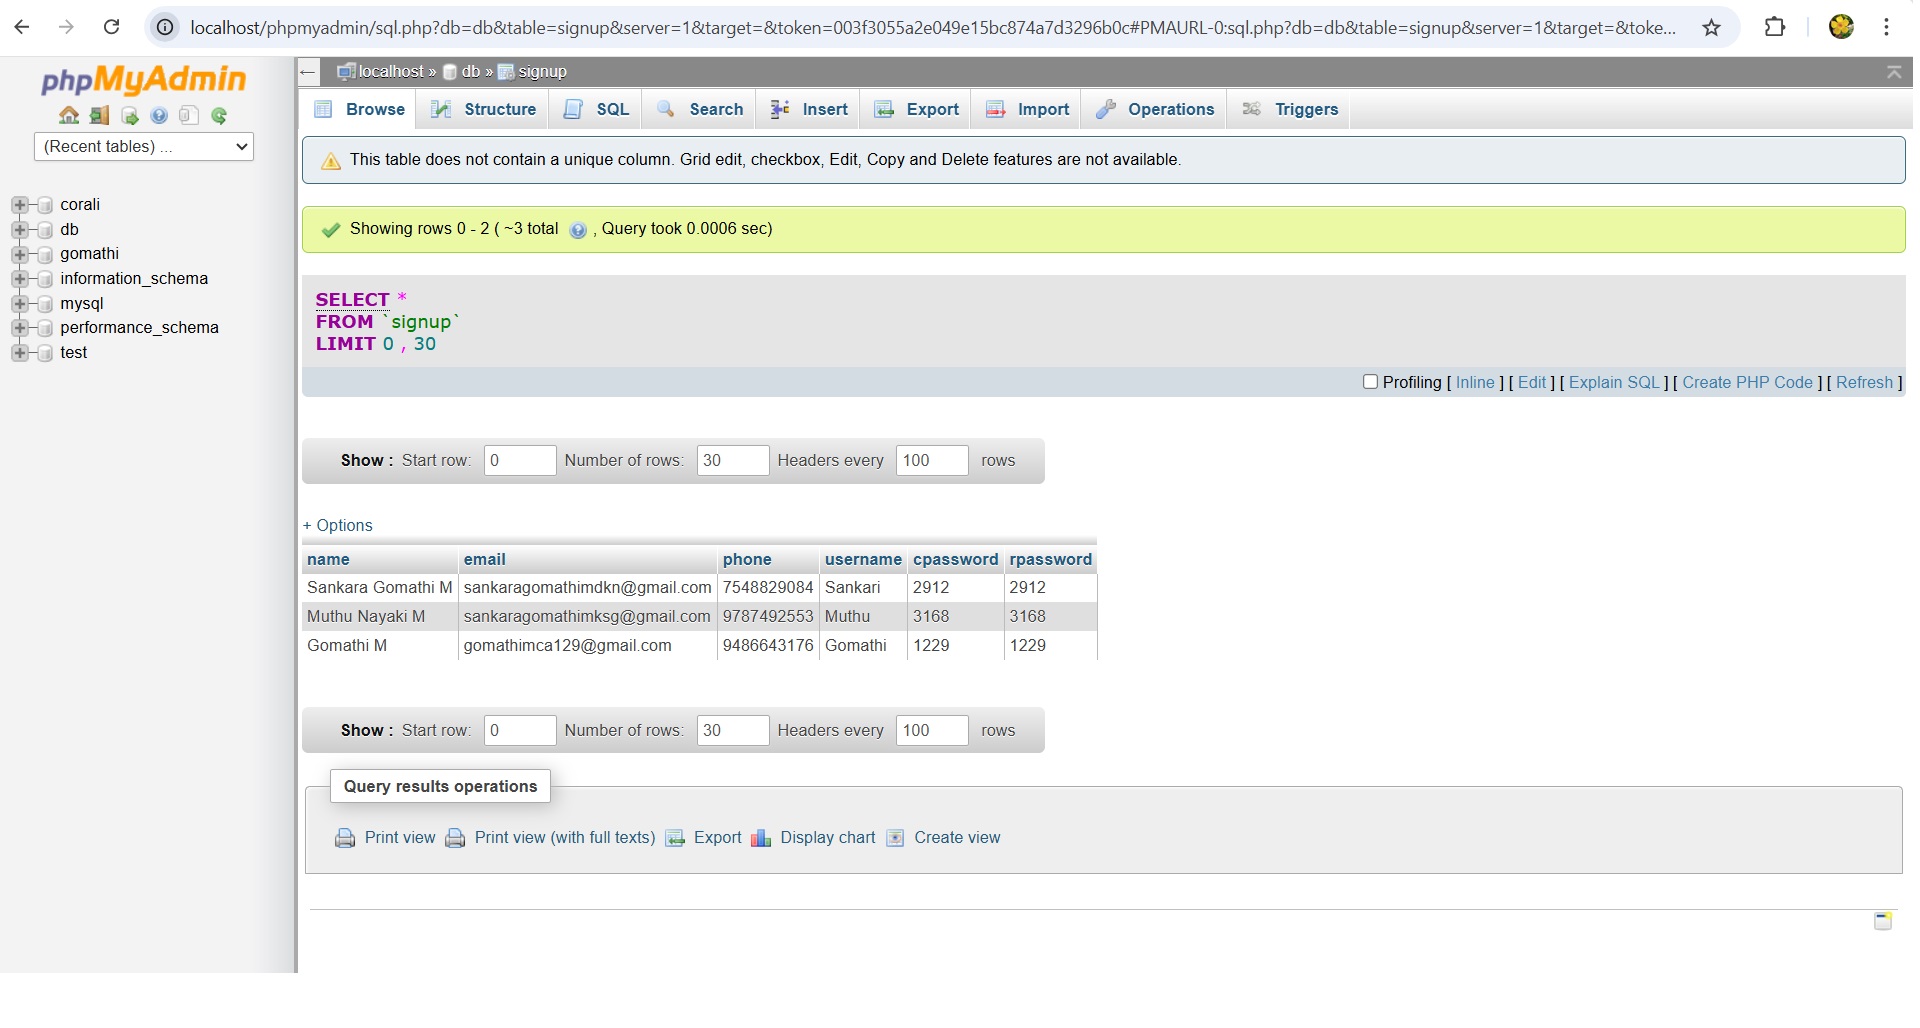 localhost/phpmyadmin/sql.php?db=db&table=signup&server=1&target=&token=003f3055a2e049e15bc874a7d3296b0c#PMAURL-0:sql.php?db=db&table=signup&server=1&target=&toke...
phpMyAdmin
(Recent tables) ...
corali
db
gomathi
information_schema
mysql
performance_schema
test
localhost » db » signup
Browse Structure SQL Search Insert Export Import Operations Triggers
This table does not contain a unique column. Grid edit, checkbox, Edit, Copy and Delete features are not available.
Showing rows 0 - 2 ( ~3 total , Query took 0.0006 sec)
SELECT *
FROM `signup`
LIMIT 0 , 30
Profiling [ Inline ] [ Edit ] [ Explain SQL ] [ Create PHP Code ] [ Refresh ]
Show : Start row: 0 Number of rows: 30 Headers every 100 rows
+ Options
name email phone username cpassword rpassword
Sankara Gomathi M sankaragomathimdkn@gmail.com 7548829084 Sankari 2912 2912
Muthu Nayaki M sankaragomathimksg@gmail.com 9787492553 Muthu 3168 3168
Gomathi M gomathimca129@gmail.com 9486643176 Gomathi 1229 1229
Show : Start row: 0 Number of rows: 30 Headers every 100 rows
Query results operations
Print view Print view (with full texts) Export Display chart Create view